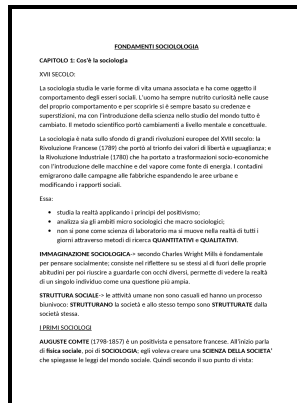 FONDAMENTI SOCIOLOLOGIA
CAPITOLO 1: Cos'è la sociologia
XVII SECOLO:
La sociologia studia le varie forme di vita umana associata e ha come oggetto il
comportamento degli esseri sociali. L'uomo ha sempre nutrito curiosità nelle cause
del proprio comportamento e per scoprirle si è sempre basato su credenze e
superstizioni, ma con l'introduzione della scienza nello studio del mondo tutto è
cambiato. Il metodo scientifico portò cambiamenti a livello mentale e concettuale.
La sociologia è nata sullo sfondo di grandi rivoluzioni europee del XVIII secolo: la
Rivoluzione Francese (1789) che portò al trionfo dei valori di libertà e uguaglianza; e
la Rivoluzione Industriale (1780) che ha portato a trasformazioni socio-economiche
con l'introduzione delle macchine e del vapore come fonte di energia. I contadini
emigrarono dalle campagne alle fabbriche espandendo le aree urbane e
modificando i rapporti sociali.
Essa:
• studia la realtà applicando i principi del positivismo;
• analizza sia gli ambiti micro sociologici che macro sociologici;
• non si pone come scienza di laboratorio ma si muove nella realtà di tutti i
giorni attraverso metodi di ricerca QUANTITATIVI e QUALITATIVI.
IMMAGINAZIONE SOCIOLOGICA-> secondo Charles Wright Mills è fondamentale
per pensare socialmente; consiste nel riflettere su se stessi al di fuori delle proprie
abitudini per poi riuscire a guardarle con occhi diversi, permette di vedere la realtà
di un singolo individuo come una questione più ampia.
STRUTTURA SOCIALE-> le attività umane non sono casuali ed hanno un processo
biunivoco: STRUTTURANO la società e allo stesso tempo sono STRUTTURATE dalla
società stessa.
I PRIMI SOCIOLOGI
AUGUSTE COMTE (1798-1857) è un positivista e pensatore francese. All'inizio parla
di fisica sociale, poi di SOCIOLOGIA; egli voleva creare una SCIENZA DELLA SOCIETA'
che spiegasse le leggi del mondo sociale. Quindi secondo il suo punto di vista: